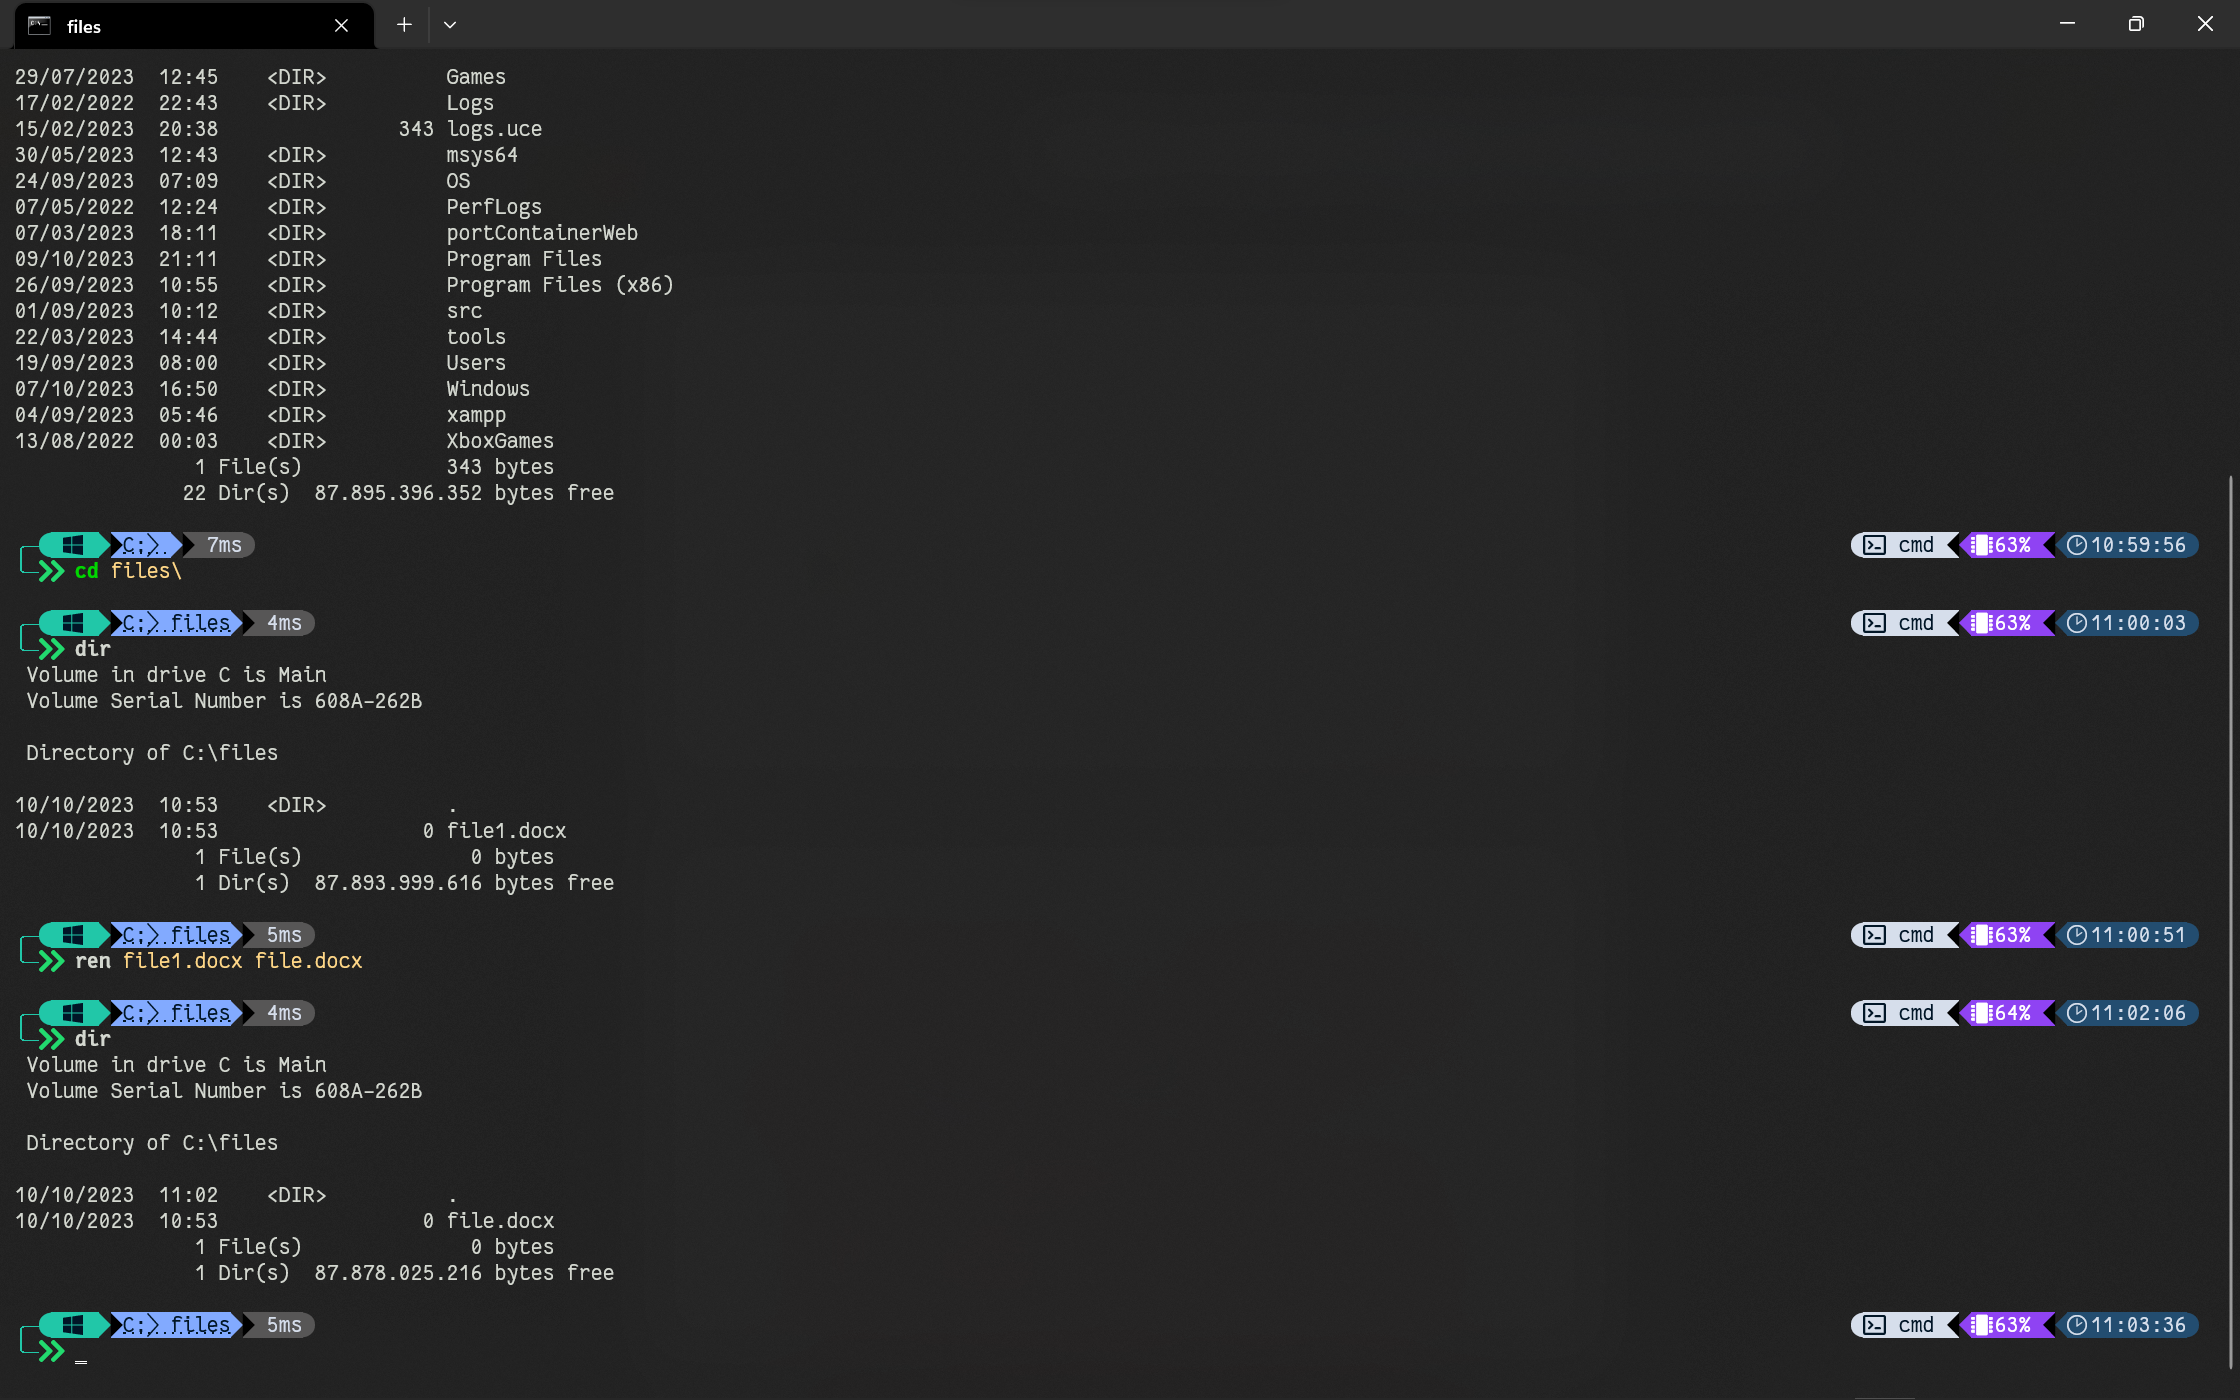 files
29/07/2023  12:45    <DIR>          Games
17/02/2022  22:43    <DIR>          Logs
15/02/2023  20:38               343 logs.uce
30/05/2023  12:43    <DIR>          msys64
24/09/2023  07:09    <DIR>          OS
07/05/2022  12:24    <DIR>          PerfLogs
07/03/2023  18:11    <DIR>          portContainerWeb
09/10/2023  21:11    <DIR>          Program Files
26/09/2023  10:55    <DIR>          Program Files (x86)
01/09/2023  10:12    <DIR>          src
22/03/2023  14:44    <DIR>          tools
19/09/2023  08:00    <DIR>          Users
07/10/2023  16:50    <DIR>          Windows
04/09/2023  05:46    <DIR>          xampp
13/08/2022  00:03    <DIR>          XboxGames
               1 File(s)            343 bytes
              22 Dir(s)  87.895.396.352 bytes free
C:  7ms  cmd  63%  10:59:56
cd files\
C: files  4ms  cmd  63%  11:00:03
dir
 Volume in drive C is Main
 Volume Serial Number is 608A-262B
 Directory of C:\files
10/10/2023  10:53    <DIR>          .
10/10/2023  10:53                 0 file1.docx
               1 File(s)              0 bytes
               1 Dir(s)  87.893.999.616 bytes free
C: files  5ms  cmd  63%  11:00:51
ren file1.docx file.docx
C: files  4ms  cmd  64%  11:02:06
dir
 Volume in drive C is Main
 Volume Serial Number is 608A-262B
 Directory of C:\files
10/10/2023  11:02    <DIR>          .
10/10/2023  10:53                 0 file.docx
               1 File(s)              0 bytes
               1 Dir(s)  87.878.025.216 bytes free
C: files  5ms  cmd  63%  11:03:36